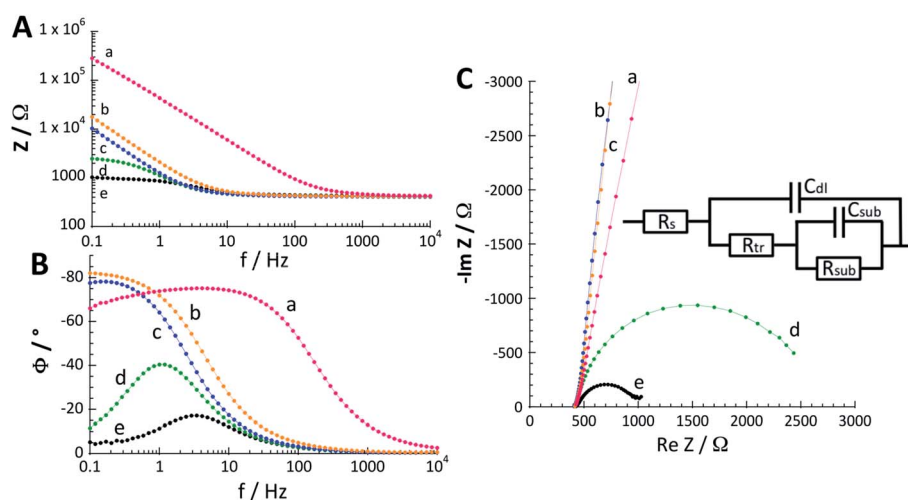 A
Z / Ω
1 x 10⁶
1 x 10⁵
1 x 10⁴
1000
100
a
b
c
d
e
0.1
1
10
100
1000
10⁴
f / Hz
B
Φ / °
-80
-60
-40
-20
0
a
b
c
d
e
0.1
1
10
100
1000
10⁴
f / Hz
C
-Im Z / Ω
-3000
-2500
-2000
-1500
-1000
-500
0
a
b
c
d
e
0
500
1000
1500
2000
2500
3000
Re Z / Ω
Cdl
Csub
Rs
Rtr
Rsub